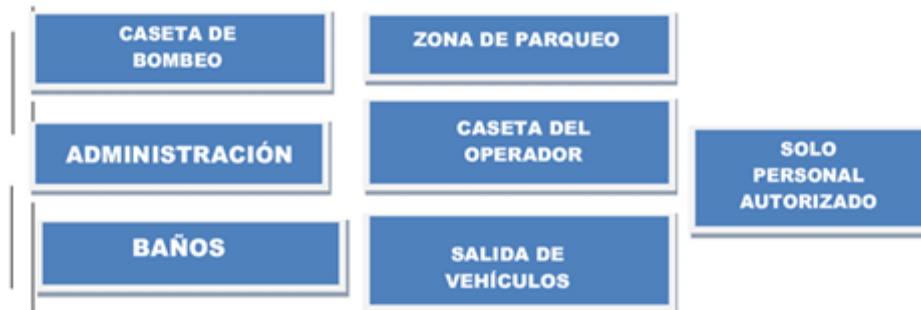 CASETA DE
BOMBEO
ZONA DE PARQUEO
ADMINISTRACIÓN
CASETA DEL
OPERADOR
SOLO
PERSONAL
AUTORIZADO
BAÑOS
SALIDA DE
VEHÍCULOS